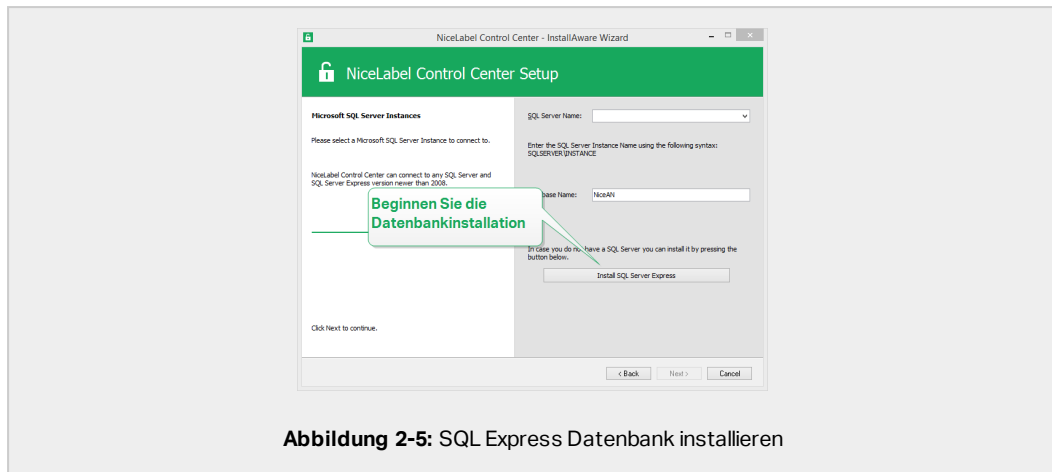 NiceLabel Control Center - InstallAware Wizard
NiceLabel Control Center Setup
Microsoft SQL Server Instances
Please select a Microsoft SQL Server Instance to connect to.
NiceLabel Control Center can connect to any SQL Server and
SQL Server Express version newer than 2008.
Click Next to continue.
SQL Server Name:
Enter the SQL Server Instance Name using the following syntax:
SQLSERVER\INSTANCE
base Name: NiceAN
Beginnen Sie die
Datenbankinstallation
In case you do not have a SQL Server you can install it by pressing the
button below.
Install SQL Server Express
< Back Next > Cancel
Abbildung 2-5: SQL Express Datenbank installieren